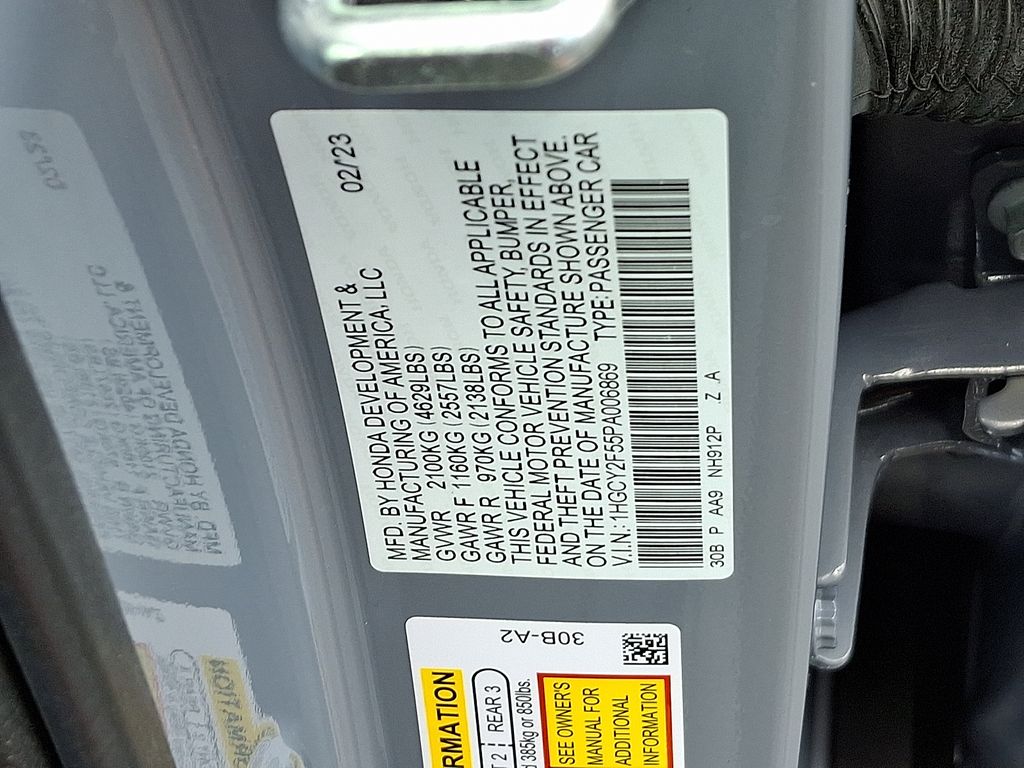 MFD. BY HONDA DEVELOPMENT &
MANUFACTURING OF AMERICA, LLC 02/23
GVWR 2100KG (4629LBS)
GAWR F 1160KG (2557LBS)
GAWR R 970KG (2138LBS)
THIS VEHICLE CONFORMS TO ALL APPLICABLE
FEDERAL MOTOR VEHICLE SAFETY, BUMPER,
AND THEFT PREVENTION STANDARDS IN EFFECT
ON THE DATE OF MANUFACTURE SHOWN ABOVE.
V.I.N.: 1HGCY2F55PA006869 TYPE: PASSENGER CAR
30B P AA9 NH912P Z .A
30B-A2
RMATION
T 2 REAR 3
385kg or 850lbs.
SEE OWNER'S
MANUAL FOR
ADDITIONAL
INFORMATION